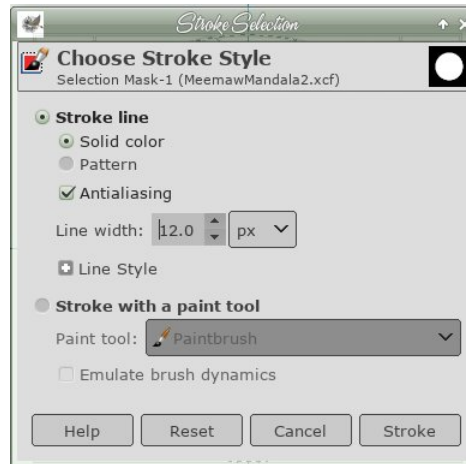 Stroke Selection
Choose Stroke Style
Selection Mask-1 (MeemawMandala2.xcf)
Stroke line
Solid color
Pattern
Antialiasing
Line width: 12.0 px
Line Style
Stroke with a paint tool
Paint tool: Paintbrush
Emulate brush dynamics
Help Reset Cancel Stroke